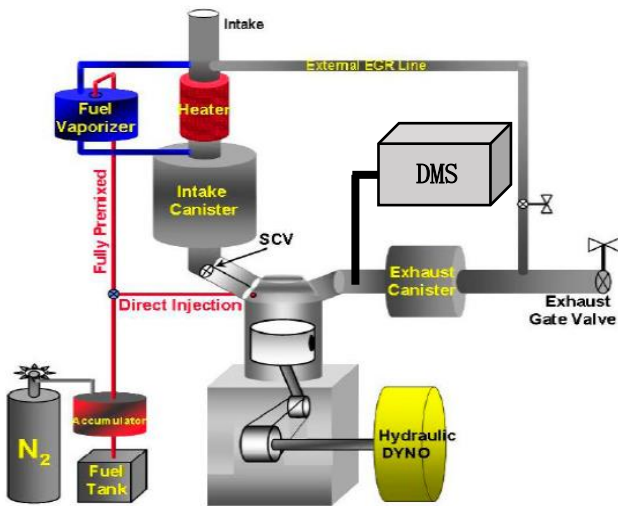 Intake
External EGR Line
Fuel
Vaporizer
Heater
DMS
Intake
Canister
Fully Premixed
SCV
Exhaust
Canister
Direct Injection
Exhaust
Gate Valve
Accumulator
N2
Fuel
Tank
Hydraulic
DYNO